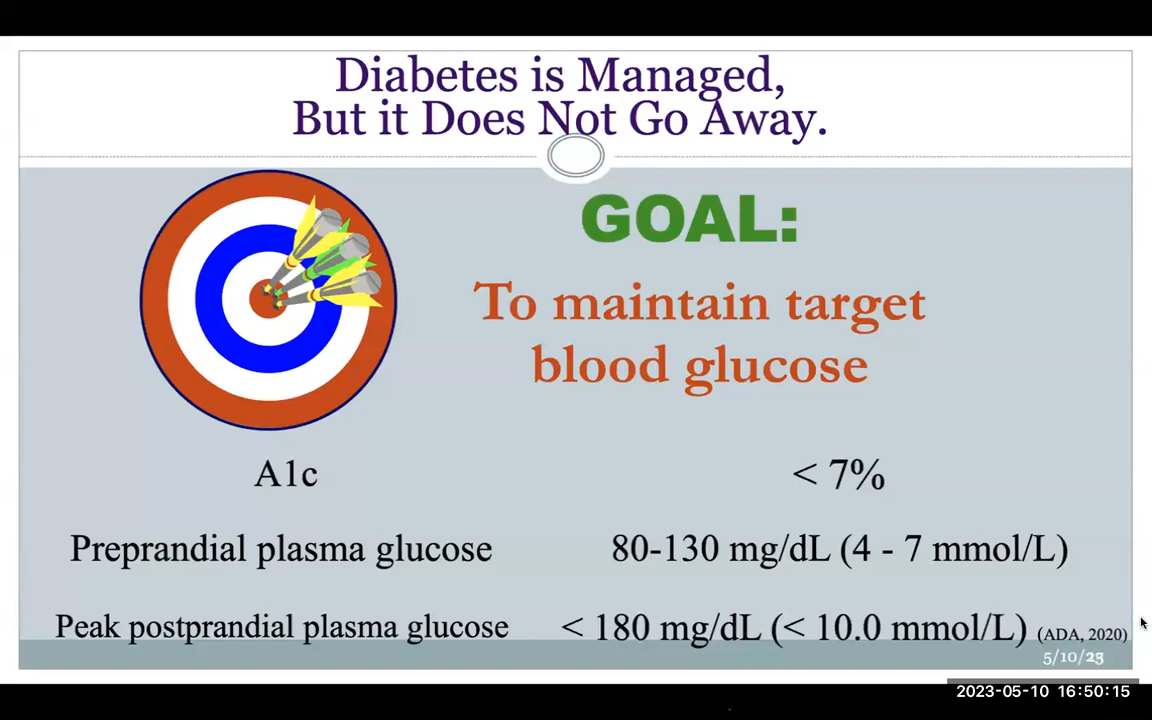 Diabetes is Managed,
But it Does Not Go Away.
GOAL:
To maintain target
blood glucose
A1c < 7%
Preprandial plasma glucose 80-130 mg/dL (4 - 7 mmol/L)
Peak postprandial plasma glucose < 180 mg/dL (< 10.0 mmol/L) (ADA, 2020)
5/10/23
2023-05-10 16:50:15